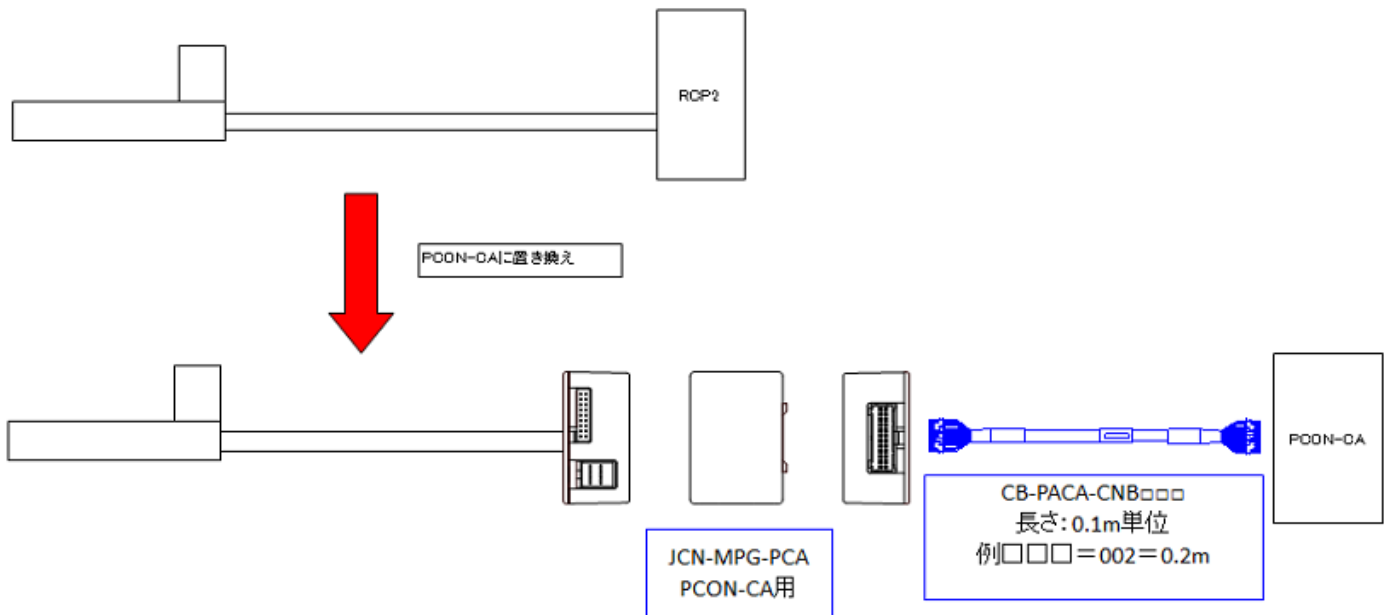 RCP2
PCON-CAに置き換え
PCON-CA
CB-PACA-CNB□□□
長さ：0.1m単位
例□□□＝002＝0.2m
JCN-MPG-PCA
PCON-CA用